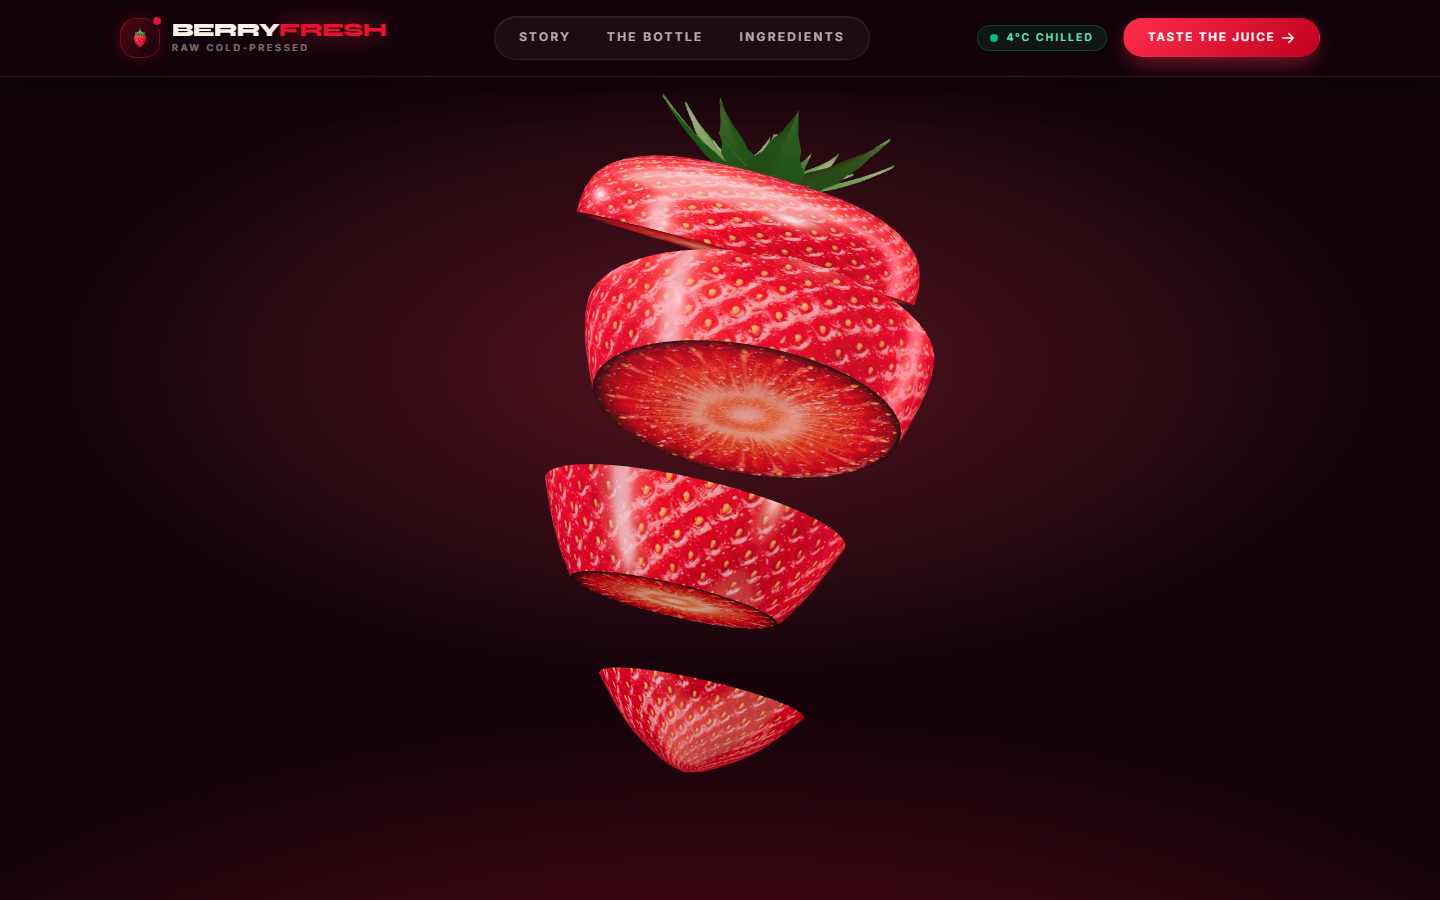 BERRYFRESH
RAW COLD-PRESSED
STORY
THE BOTTLE
INGREDIENTS
4°C CHILLED
TASTE THE JUICE →